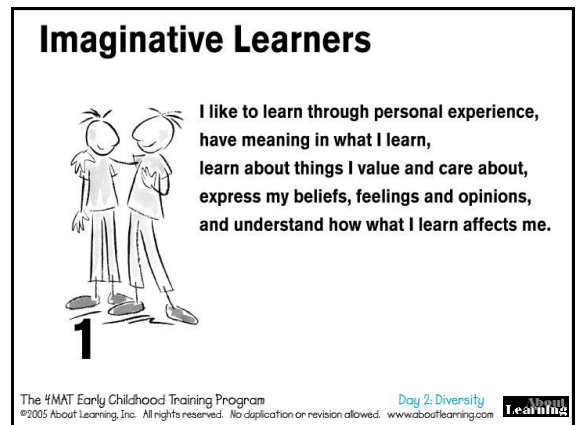 Imaginative Learners
I like to learn through personal experience,
have meaning in what I learn,
learn about things I value and care about,
express my beliefs, feelings and opinions,
and understand how what I learn affects me.
1
The 4MAT Early Childhood Training Program
Day 2: Diversity
©2005 About Learning, Inc. All rights reserved. No duplication or revision allowed. www.aboutlearning.com
About
Learning